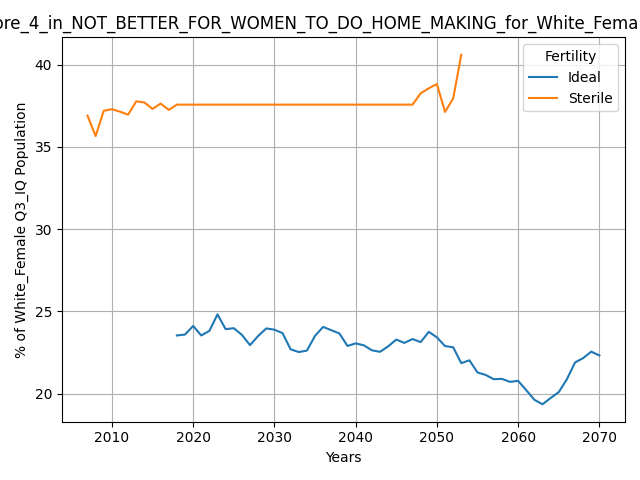 ore_4_in_NOT_BETTER_FOR_WOMEN_TO_DO_HOME_MAKING_for_White_Fema
Fertility
Ideal
Sterile
% of White_Female Q3_IQ Population
40
35
30
25
20
2010 2020 2030 2040 2050 2060 2070
Years